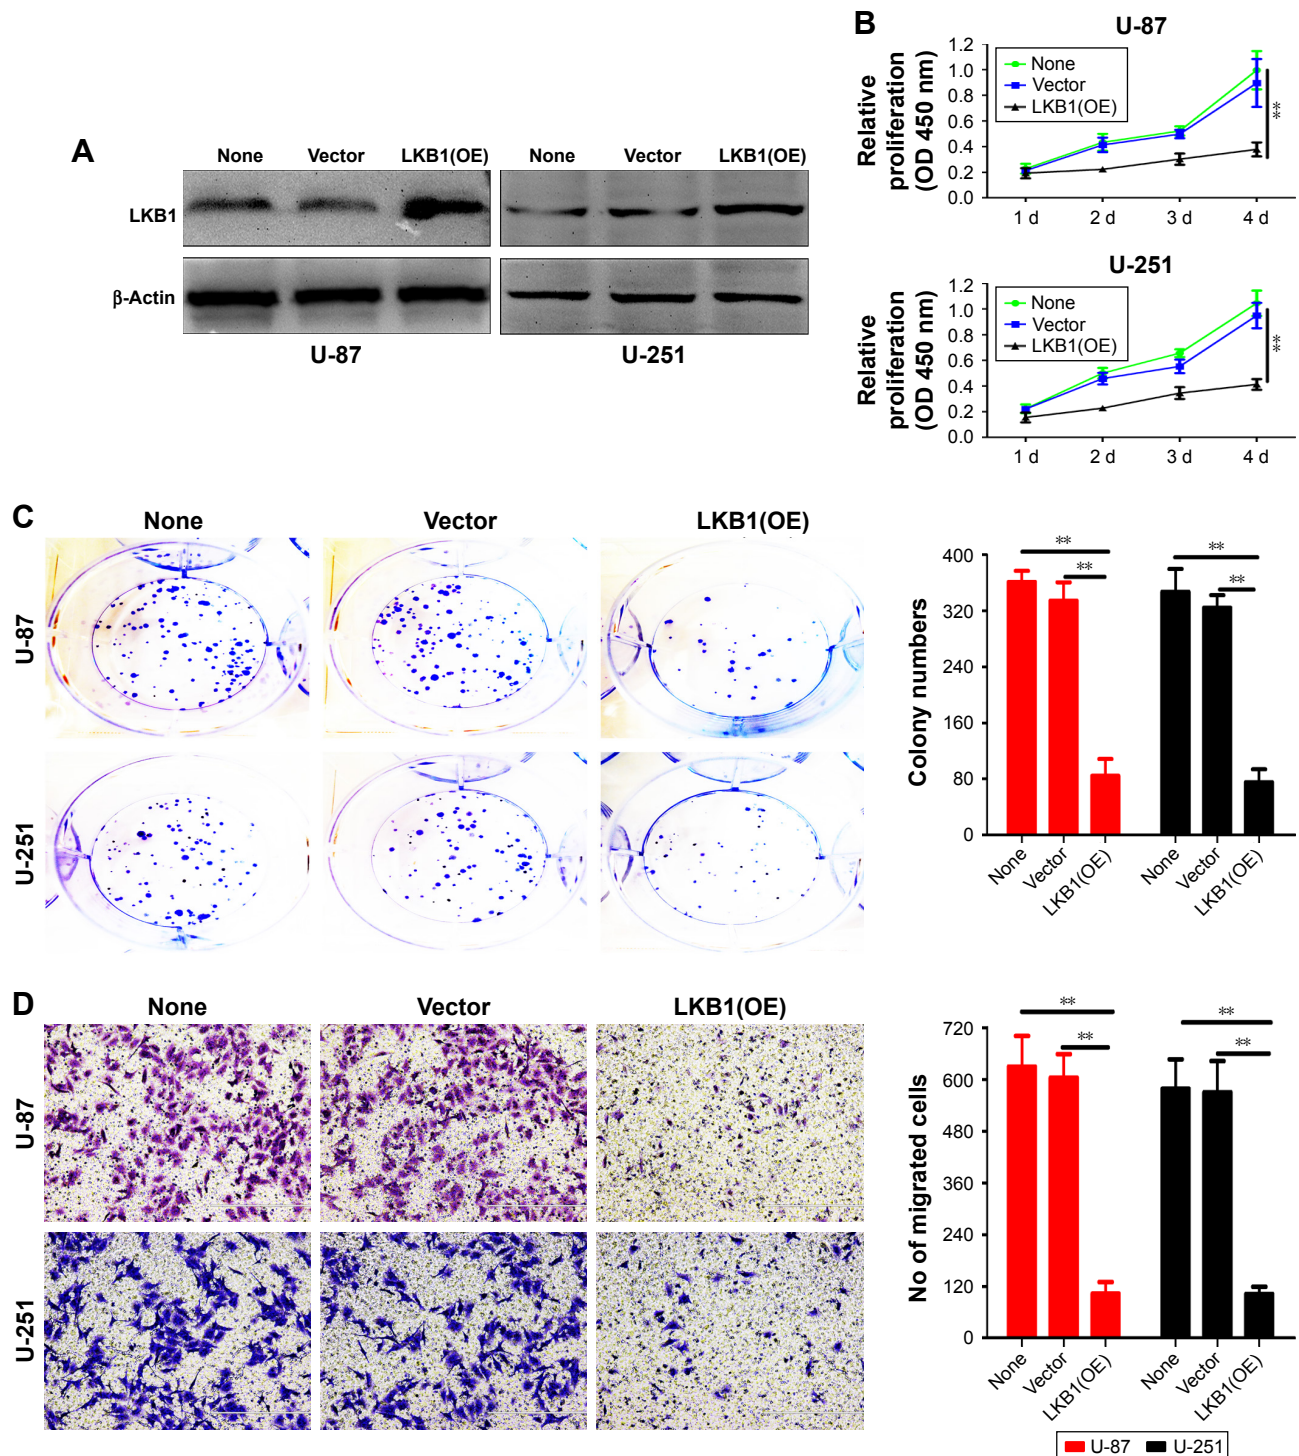 A
None Vector LKB1(OE) None Vector LKB1(OE)
LKB1
β-Actin
U-87 U-251
B
U-87
Relative proliferation (OD 450 nm)
1.2
1.0
0.8
0.6
0.4
0.2
0.0
None
Vector
LKB1(OE)
**
1 d 2 d 3 d 4 d
U-251
Relative proliferation (OD 450 nm)
1.2
1.0
0.8
0.6
0.4
0.2
0.0
None
Vector
LKB1(OE)
**
1 d 2 d 3 d 4 d
C
None Vector LKB1(OE)
U-87
U-251
Colony numbers
400
320
240
160
80
0
** **
** **
None Vector LKB1(OE) None Vector LKB1(OE)
D
None Vector LKB1(OE)
U-87
U-251
No of migrated cells
720
600
480
360
240
120
0
** **
** **
None Vector LKB1(OE) None Vector LKB1(OE)
U-87 U-251